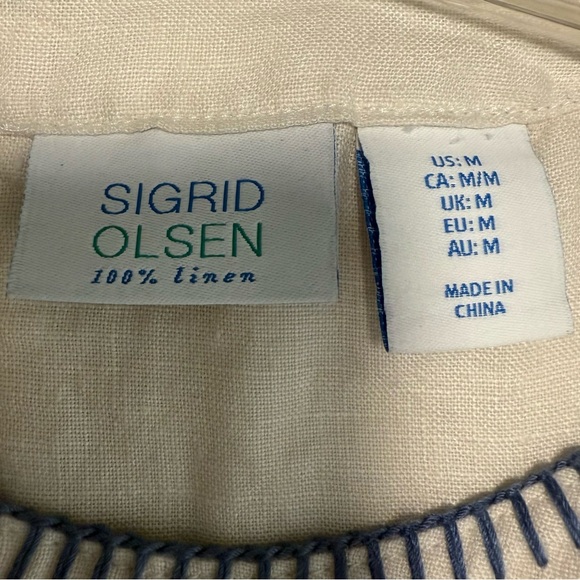 SIGRID
OLSEN
100% linen
US: M
CA: M/M
UK: M
EU: M
AU: M
MADE IN
CHINA